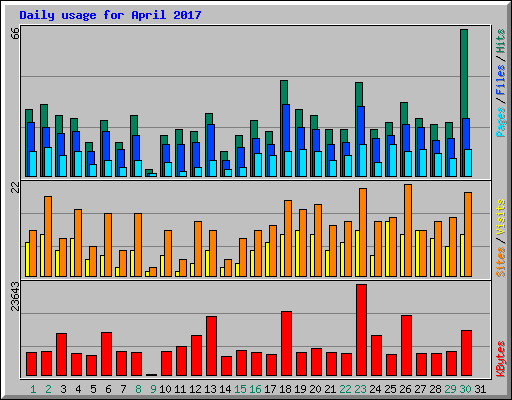 Daily usage for April 2017
66
Pages / Files / Hits
22
Sites / Visits
23643
KBytes
1 2 3 4 5 6 7 8 9 10 11 12 13 14 15 16 17 18 19 20 21 22 23 24 25 26 27 28 29 30 31